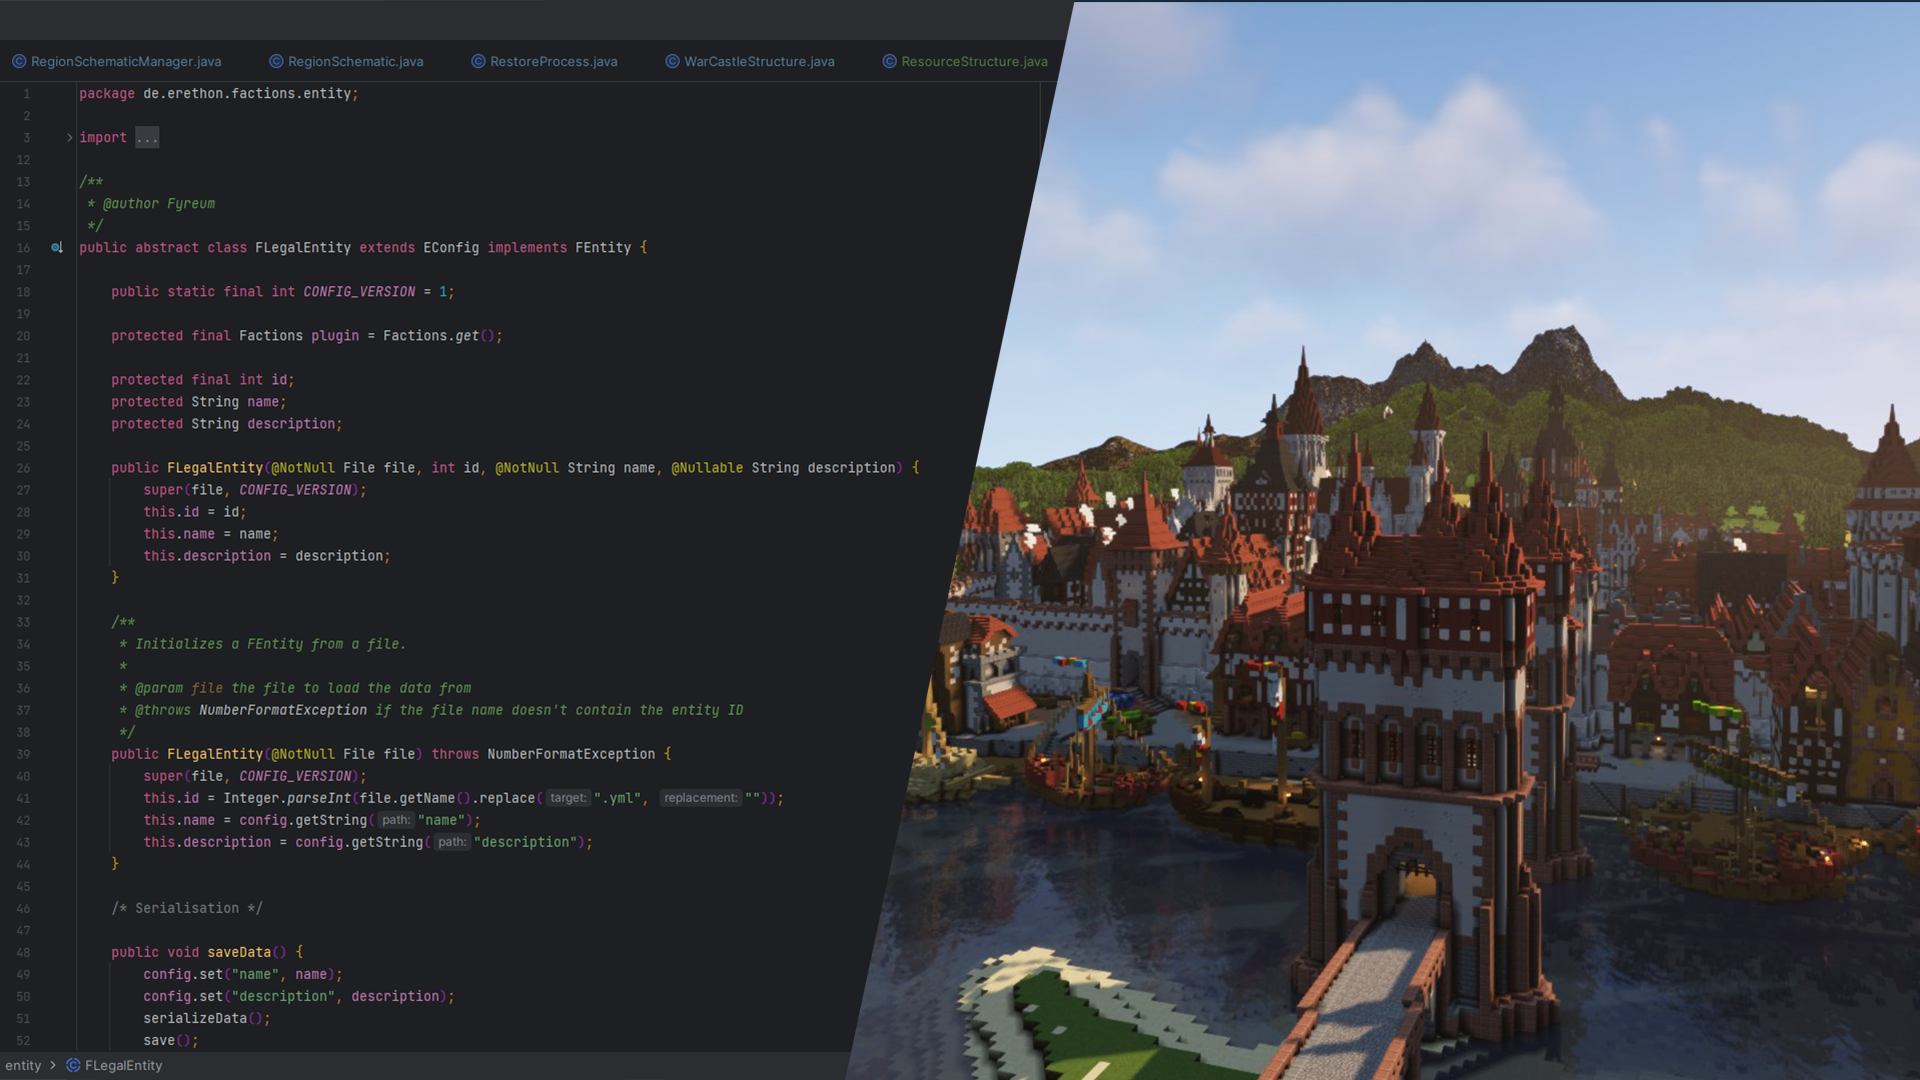 RegionSchematicManager.java RegionSchematic.java RestoreProcess.java WarCastleStructure.java ResourceStructure.java
1 package de.erethon.factions.entity;
2
3 import ...
12
13 /**
14 * @author Fyreum
15 */
16 public abstract class FLegalEntity extends EConfig implements FEntity {
17
18 public static final int CONFIG_VERSION = 1;
19
20 protected final Factions plugin = Factions.get();
21
22 protected final int id;
23 protected String name;
24 protected String description;
25
26 public FLegalEntity(@NotNull File file, int id, @NotNull String name, @Nullable String description) {
27 super(file, CONFIG_VERSION);
28 this.id = id;
29 this.name = name;
30 this.description = description;
31 }
32
33 /**
34 * Initializes a FEntity from a file.
35 *
36 * @param file the file to load the data from
37 * @throws NumberFormatException if the file name doesn't contain the entity ID
38 */
39 public FLegalEntity(@NotNull File file) throws NumberFormatException {
40 super(file, CONFIG_VERSION);
41 this.id = Integer.parseInt(file.getName().replace( target: ".yml", replacement: ""));
42 this.name = config.getString( path: "name");
43 this.description = config.getString( path: "description");
44 }
45
46 /* Serialisation */
47
48 public void saveData() {
49 config.set("name", name);
50 config.set("description", description);
51 serializeData();
52 save();
entity > FLegalEntity